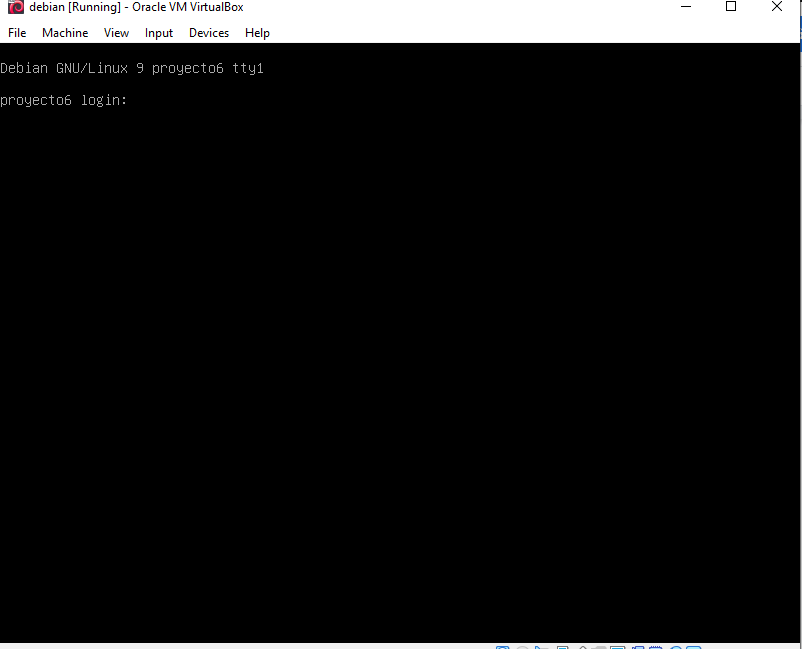 debian [Running] - Oracle VM VirtualBox
File Machine View Input Devices Help
Debian GNU/Linux 9 proyecto6 tty1
proyecto6 login: